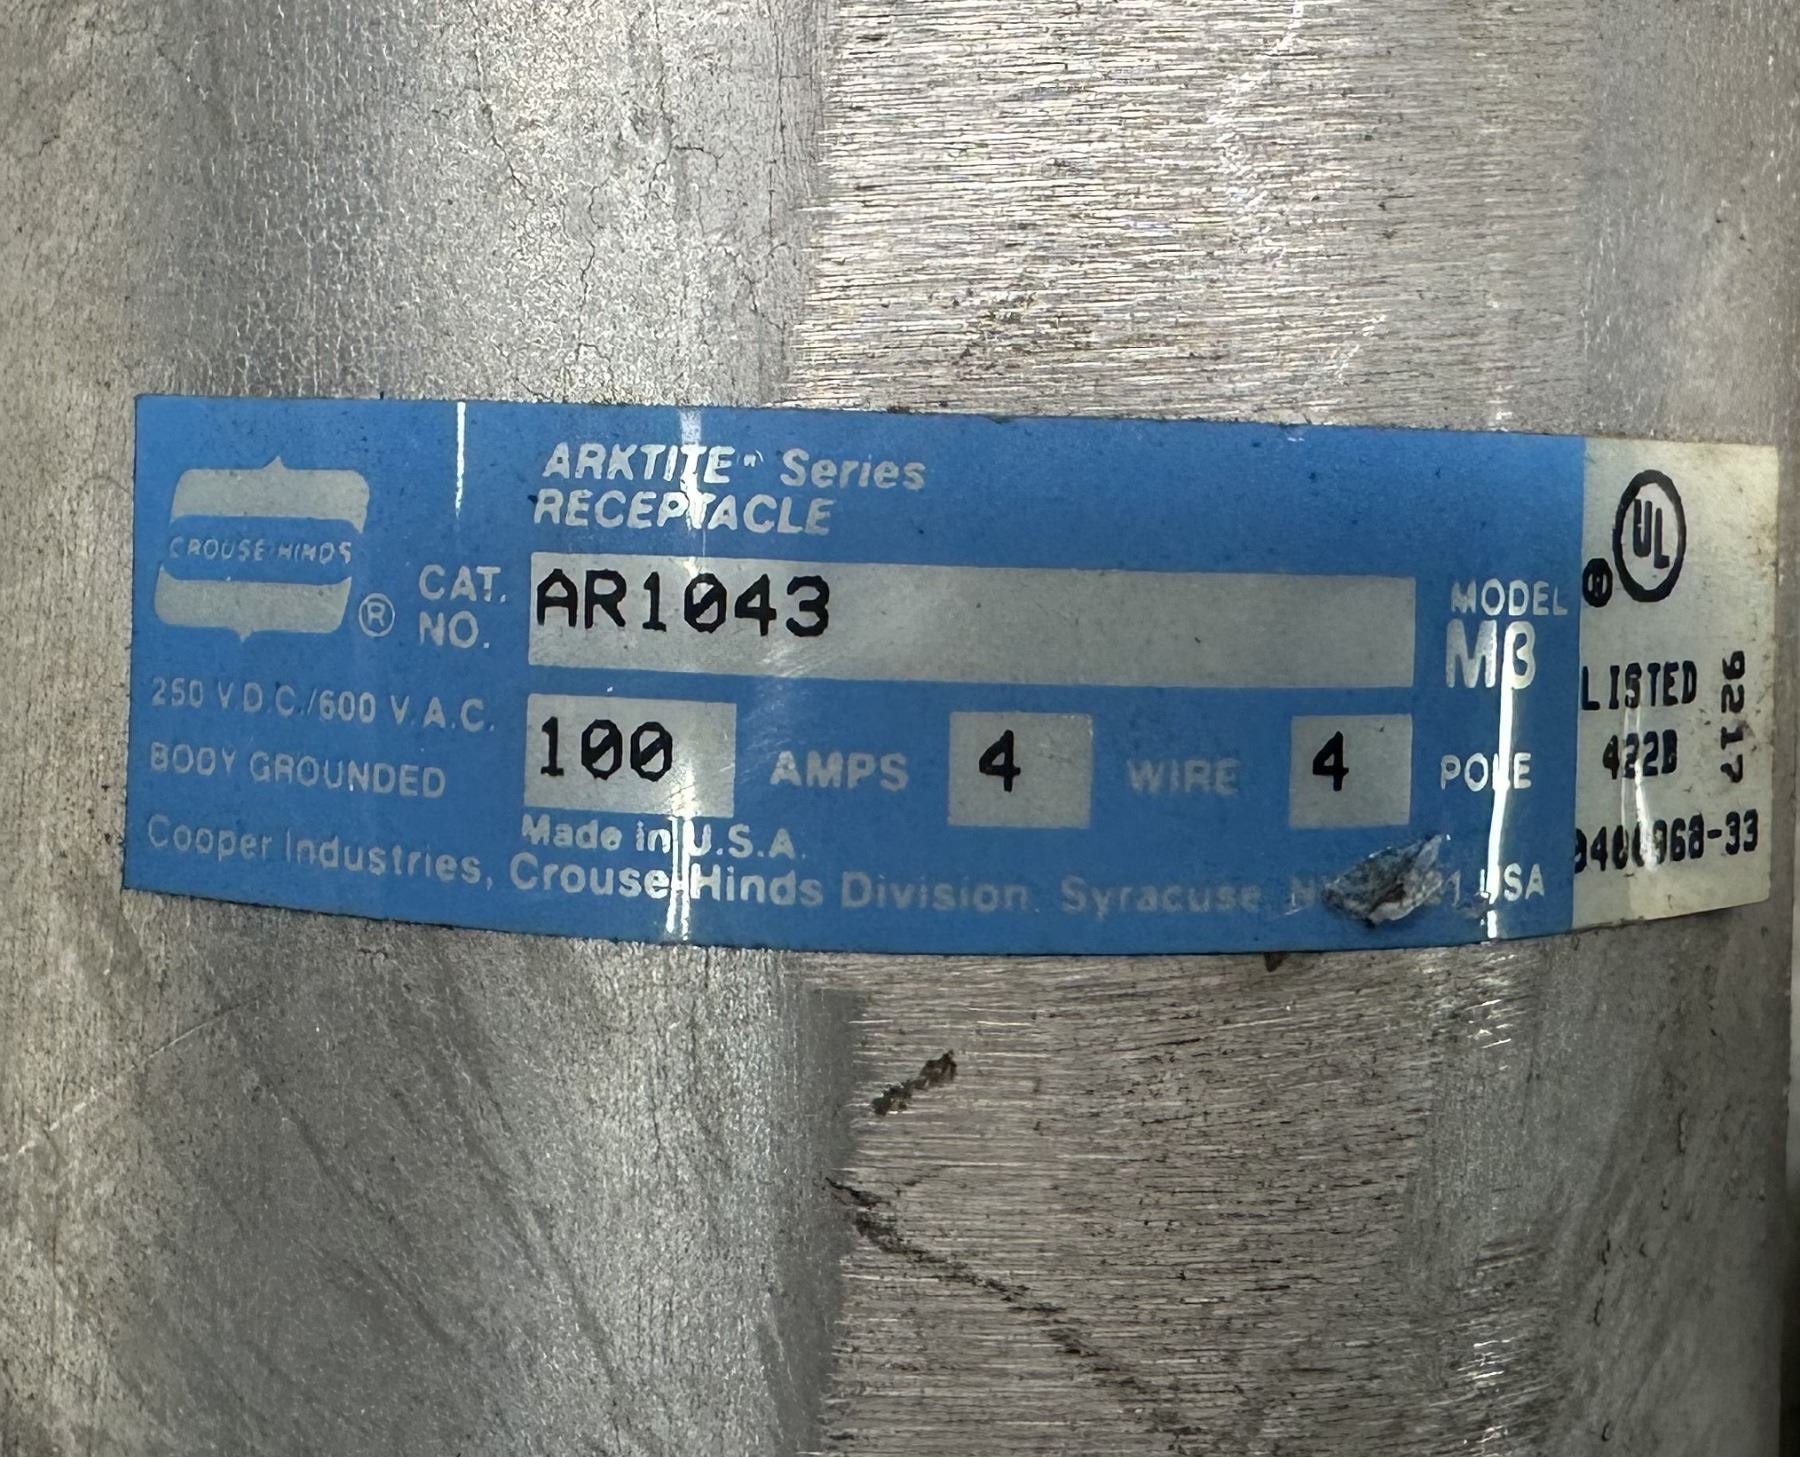 ARKTITE™ Series
RECEPTACLE
CROUSE-HINDS
®
CAT.
NO.
AR1043
MODEL
M3
250 V.D.C./600 V.A.C.
BODY GROUNDED
100 AMPS 4 WIRE 4 POLE
Made in U.S.A.
Cooper Industries, Crouse-Hinds Division Syracuse USA
UL
®
LISTED
422B
9217